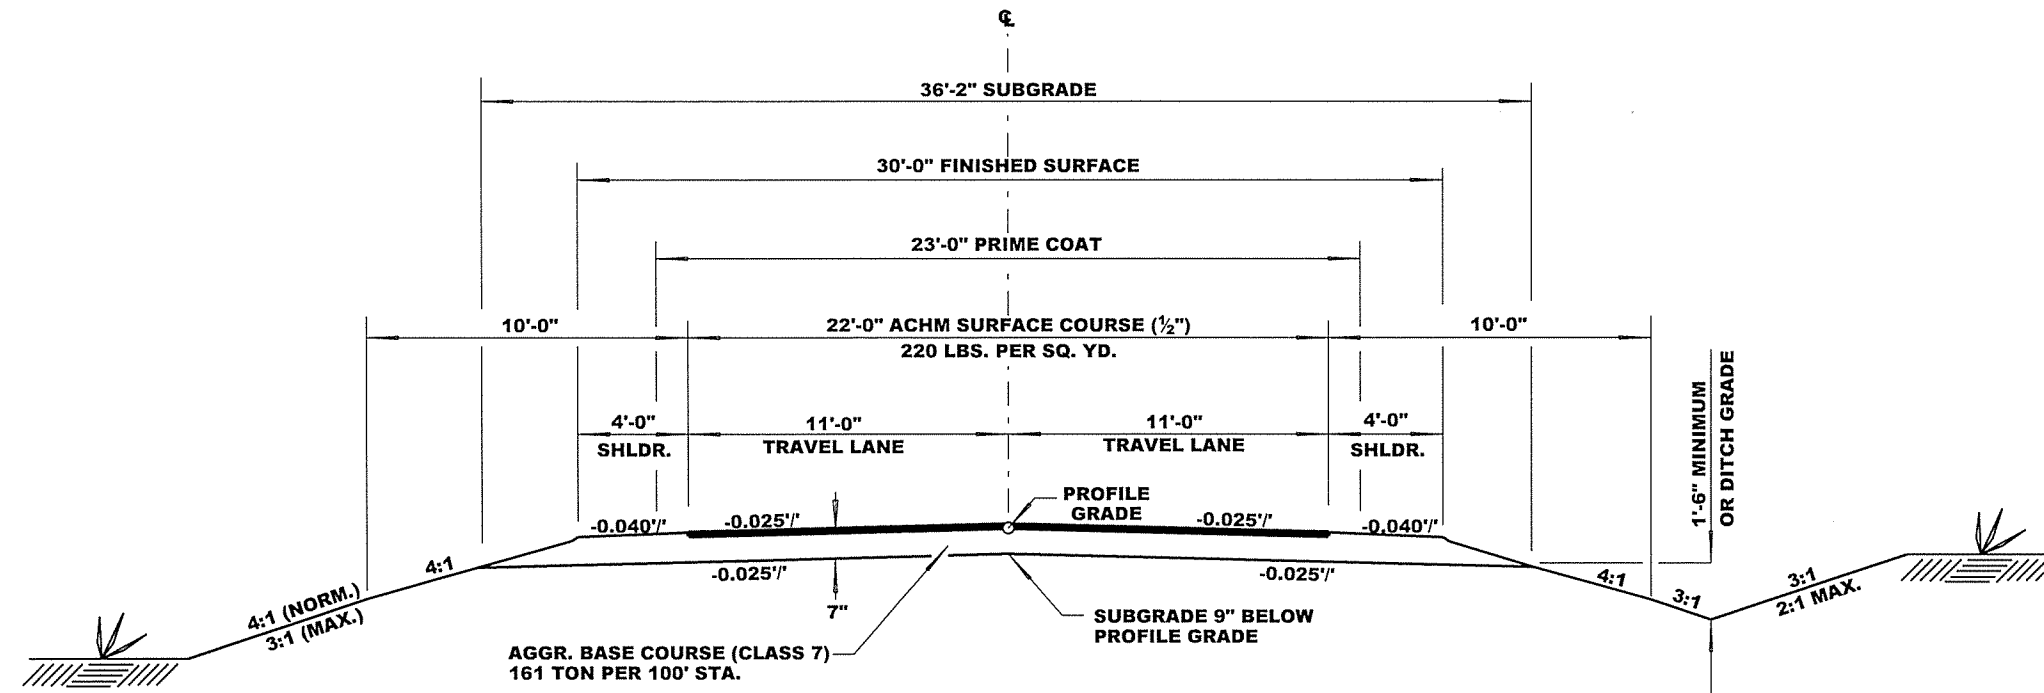 ℄
36'-2" SUBGRADE
30'-0" FINISHED SURFACE
23'-0" PRIME COAT
10'-0"
22'-0" ACHM SURFACE COURSE (½")
10'-0"
220 LBS. PER SQ. YD.
4'-0"
11'-0"
11'-0"
4'-0"
SHLDR.
TRAVEL LANE
TRAVEL LANE
SHLDR.
1'-6" MINIMUM
OR DITCH GRADE
PROFILE
GRADE
-0.040'/'
-0.025'/'
-0.025'/'
-0.040'/'
4:1
-0.025'/'
-0.025'/'
4:1
3:1
3:1
2:1 MAX.
4:1 (NORM.)
3:1 (MAX.)
7"
SUBGRADE 9" BELOW
PROFILE GRADE
AGGR. BASE COURSE (CLASS 7)
161 TON PER 100' STA.